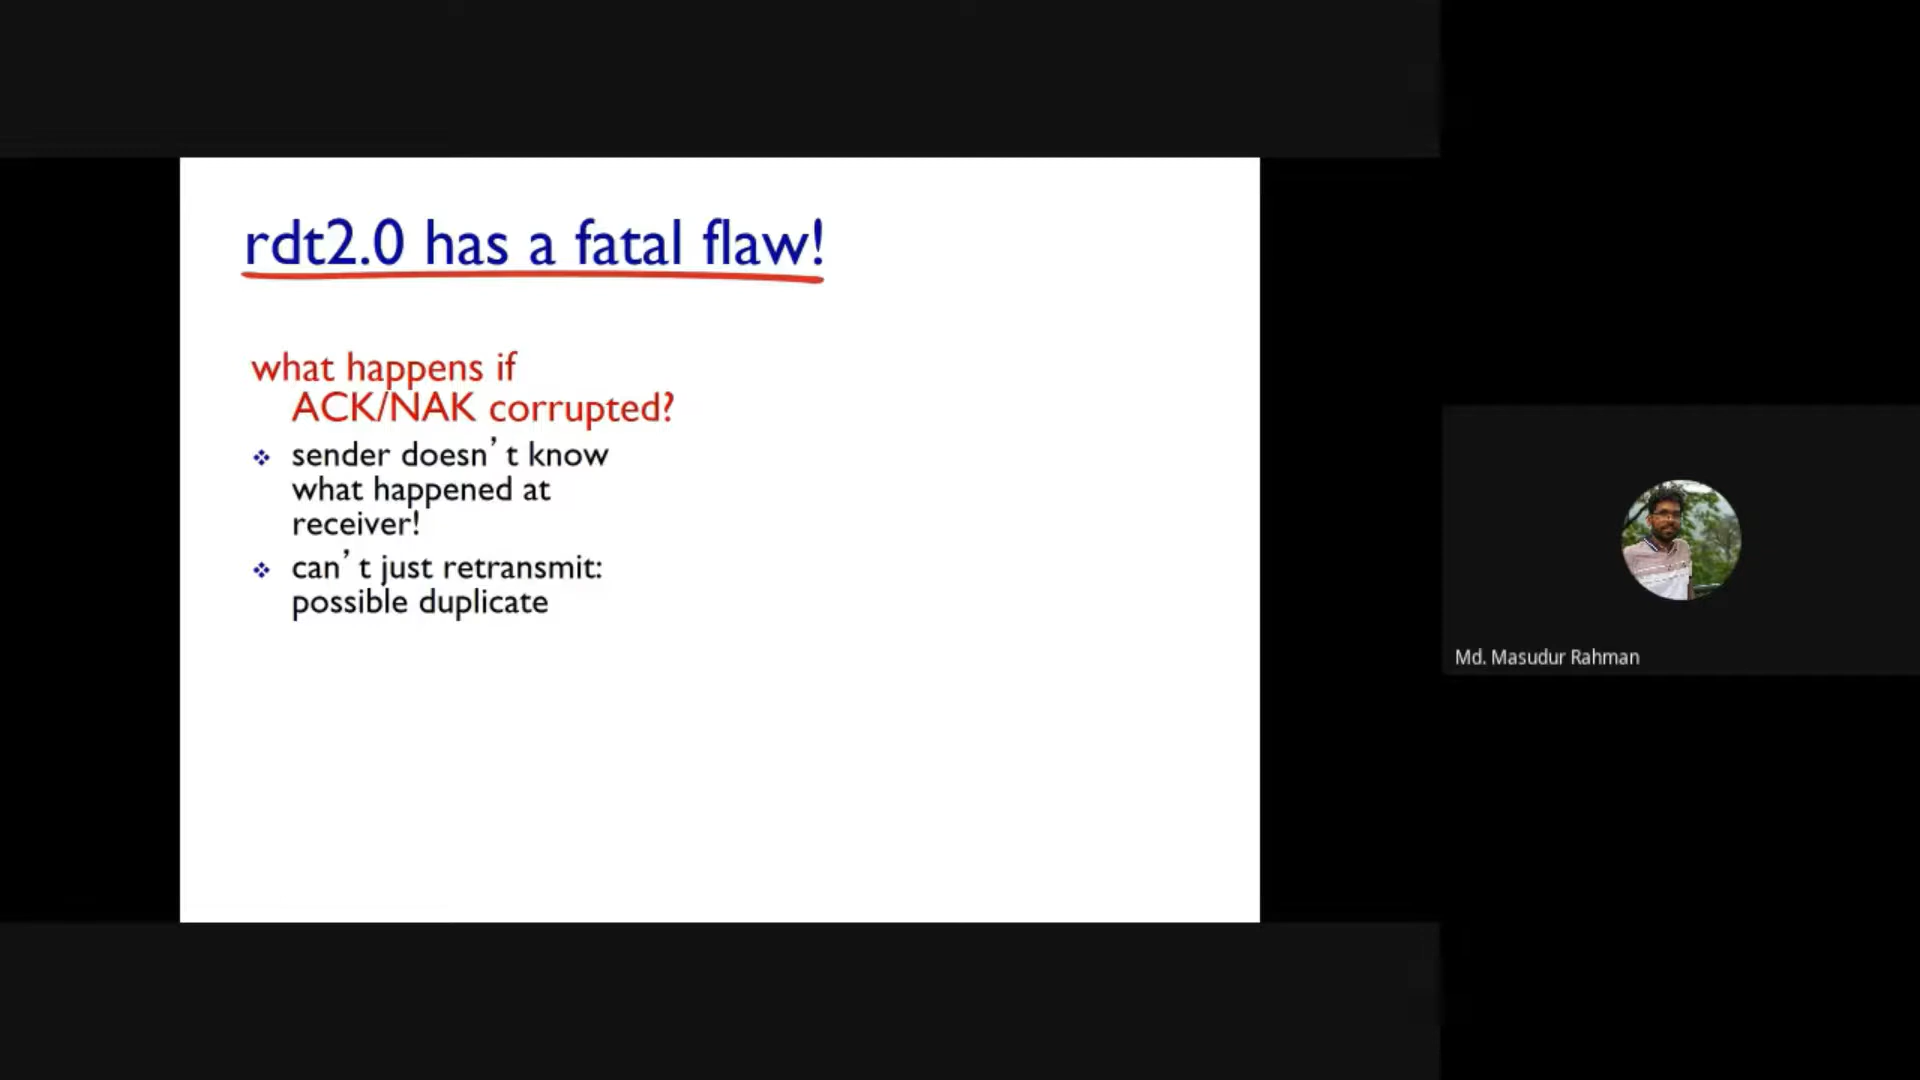 rdt2.0 has a fatal flaw!
what happens if
ACK/NAK corrupted?
❖ sender doesn’t know
what happened at
receiver!
❖ can’t just retransmit:
possible duplicate
Md. Masudur Rahman